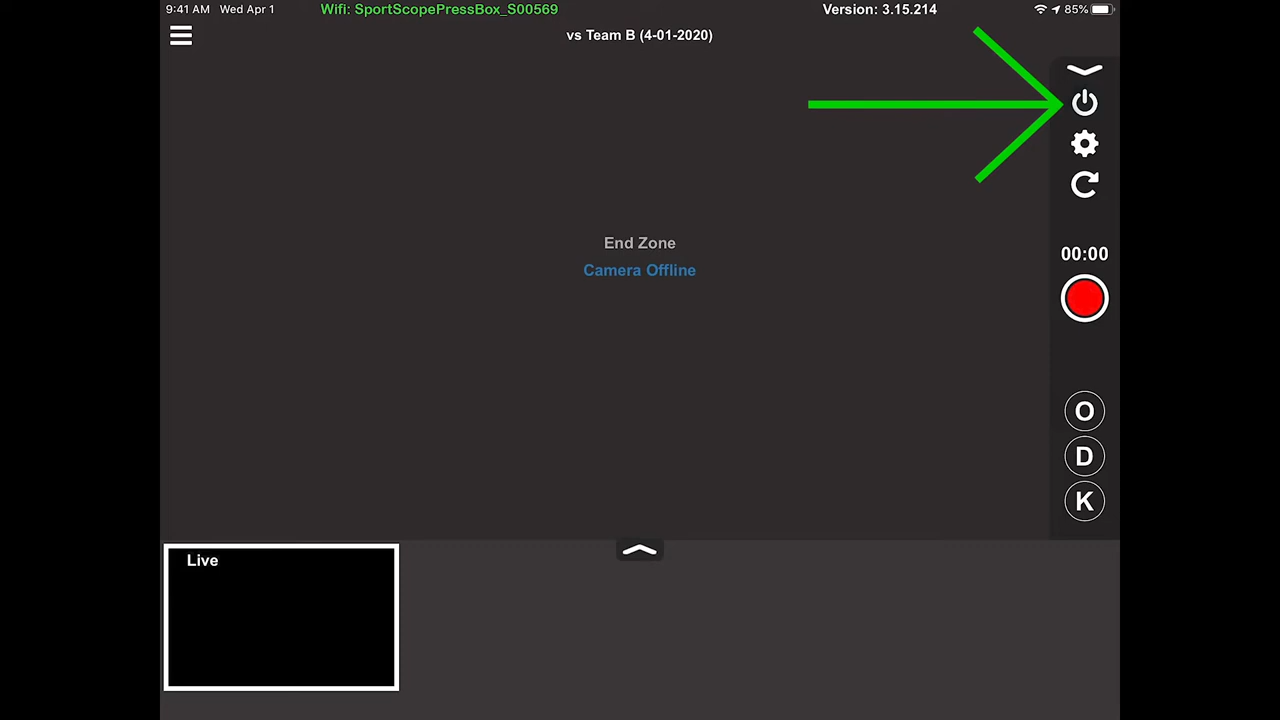 9:41 AM Wed Apr 1 Wifi: SportScopePressBox_S00569 Version: 3.15.214 85%
vs Team B (4-01-2020)
End Zone
Camera Offline
00:00
O
D
K
Live